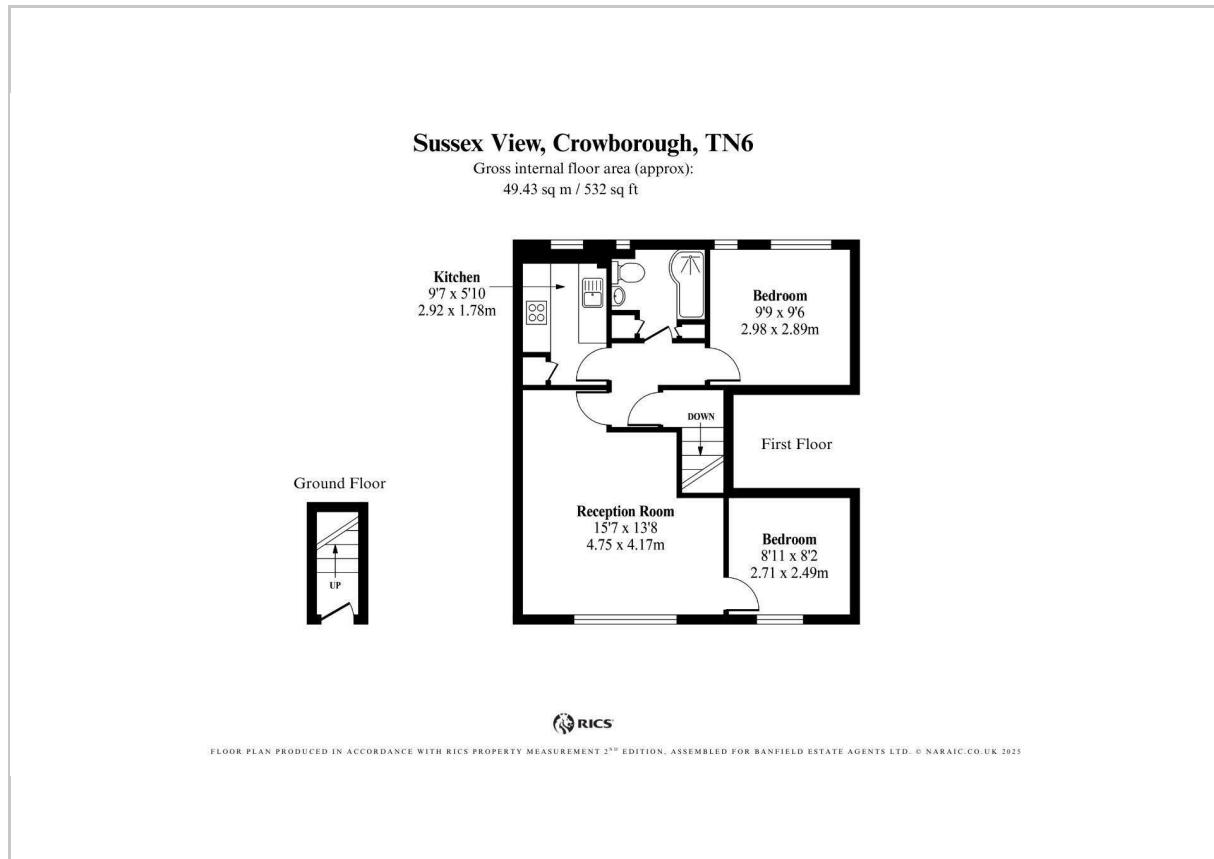 Sussex View, Crowborough, TN6
Gross internal floor area (approx):
49.43 sq m / 532 sq ft
Kitchen
9'7 x 5'10
2.92 x 1.78m
Bedroom
9'9 x 9'6
2.98 x 2.89m
DOWN
First Floor
Ground Floor
UP
Reception Room
15'7 x 13'8
4.75 x 4.17m
Bedroom
8'11 x 8'2
2.71 x 2.49m
RICS
FLOOR PLAN PRODUCED IN ACCORDANCE WITH RICS PROPERTY MEASUREMENT 2ND EDITION, ASSEMBLED FOR BANFIELD ESTATE AGENTS LTD. © NARAIC.CO.UK 2025